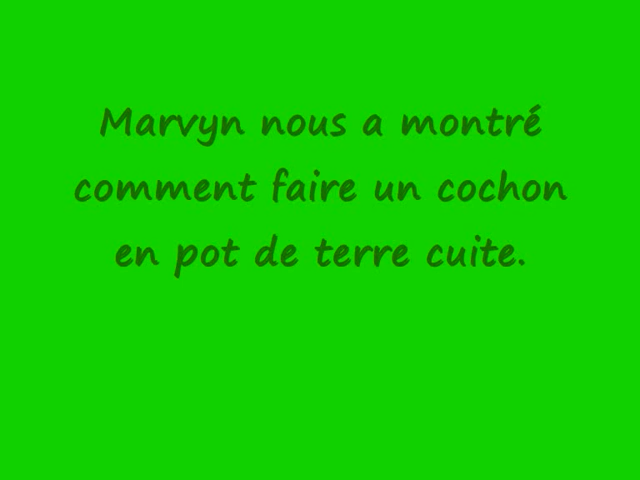 Marvyn nous a montré
comment faire un cochon
en pot de terre cuite.